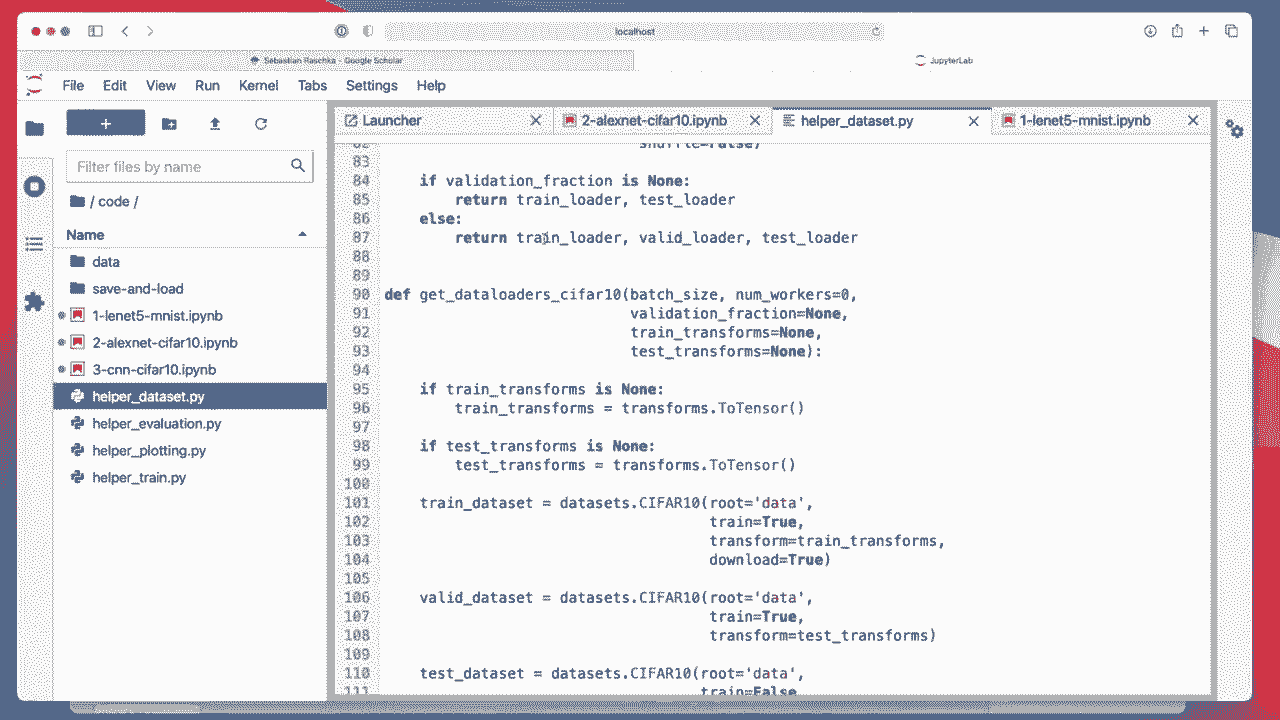 localhost
Sebastian Raschka - Google Scholar
JupyterLab
File Edit View Run Kernel Tabs Settings Help
Launcher
2-alexnet-cifar10.ipynb
helper_dataset.py
1-lenet5-mnist.ipynb
+
Filter files by name
/ code /
Name
data
save-and-load
1-lenet5-mnist.ipynb
2-alexnet-cifar10.ipynb
3-cnn-cifar10.ipynb
helper_dataset.py
helper_evaluation.py
helper_plotting.py
helper_train.py
82 shuffle=False)
83
84 if validation_fraction is None:
85 return train_loader, test_loader
86 else:
87 return train_loader, valid_loader, test_loader
88
89
90 def get_dataloaders_cifar10(batch_size, num_workers=0,
91 validation_fraction=None,
92 train_transforms=None,
93 test_transforms=None):
94
95 if train_transforms is None:
96 train_transforms = transforms.ToTensor()
97
98 if test_transforms is None:
99 test_transforms = transforms.ToTensor()
100
101 train_dataset = datasets.CIFAR10(root='data',
102 train=True,
103 transform=train_transforms,
104 download=True)
105
106 valid_dataset = datasets.CIFAR10(root='data',
107 train=True,
108 transform=test_transforms)
109
110 test_dataset = datasets.CIFAR10(root='data',
111 train=False